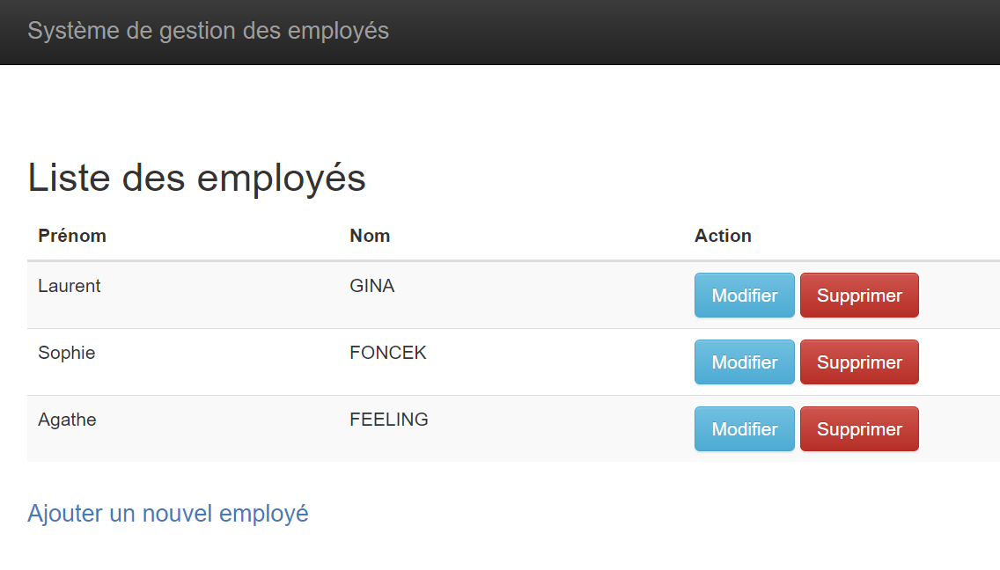 Système de gestion des employés
Liste des employés
Prénom Nom Action
Laurent GINA Modifier Supprimer
Sophie FONCEK Modifier Supprimer
Agathe FEELING Modifier Supprimer
Ajouter un nouvel employé